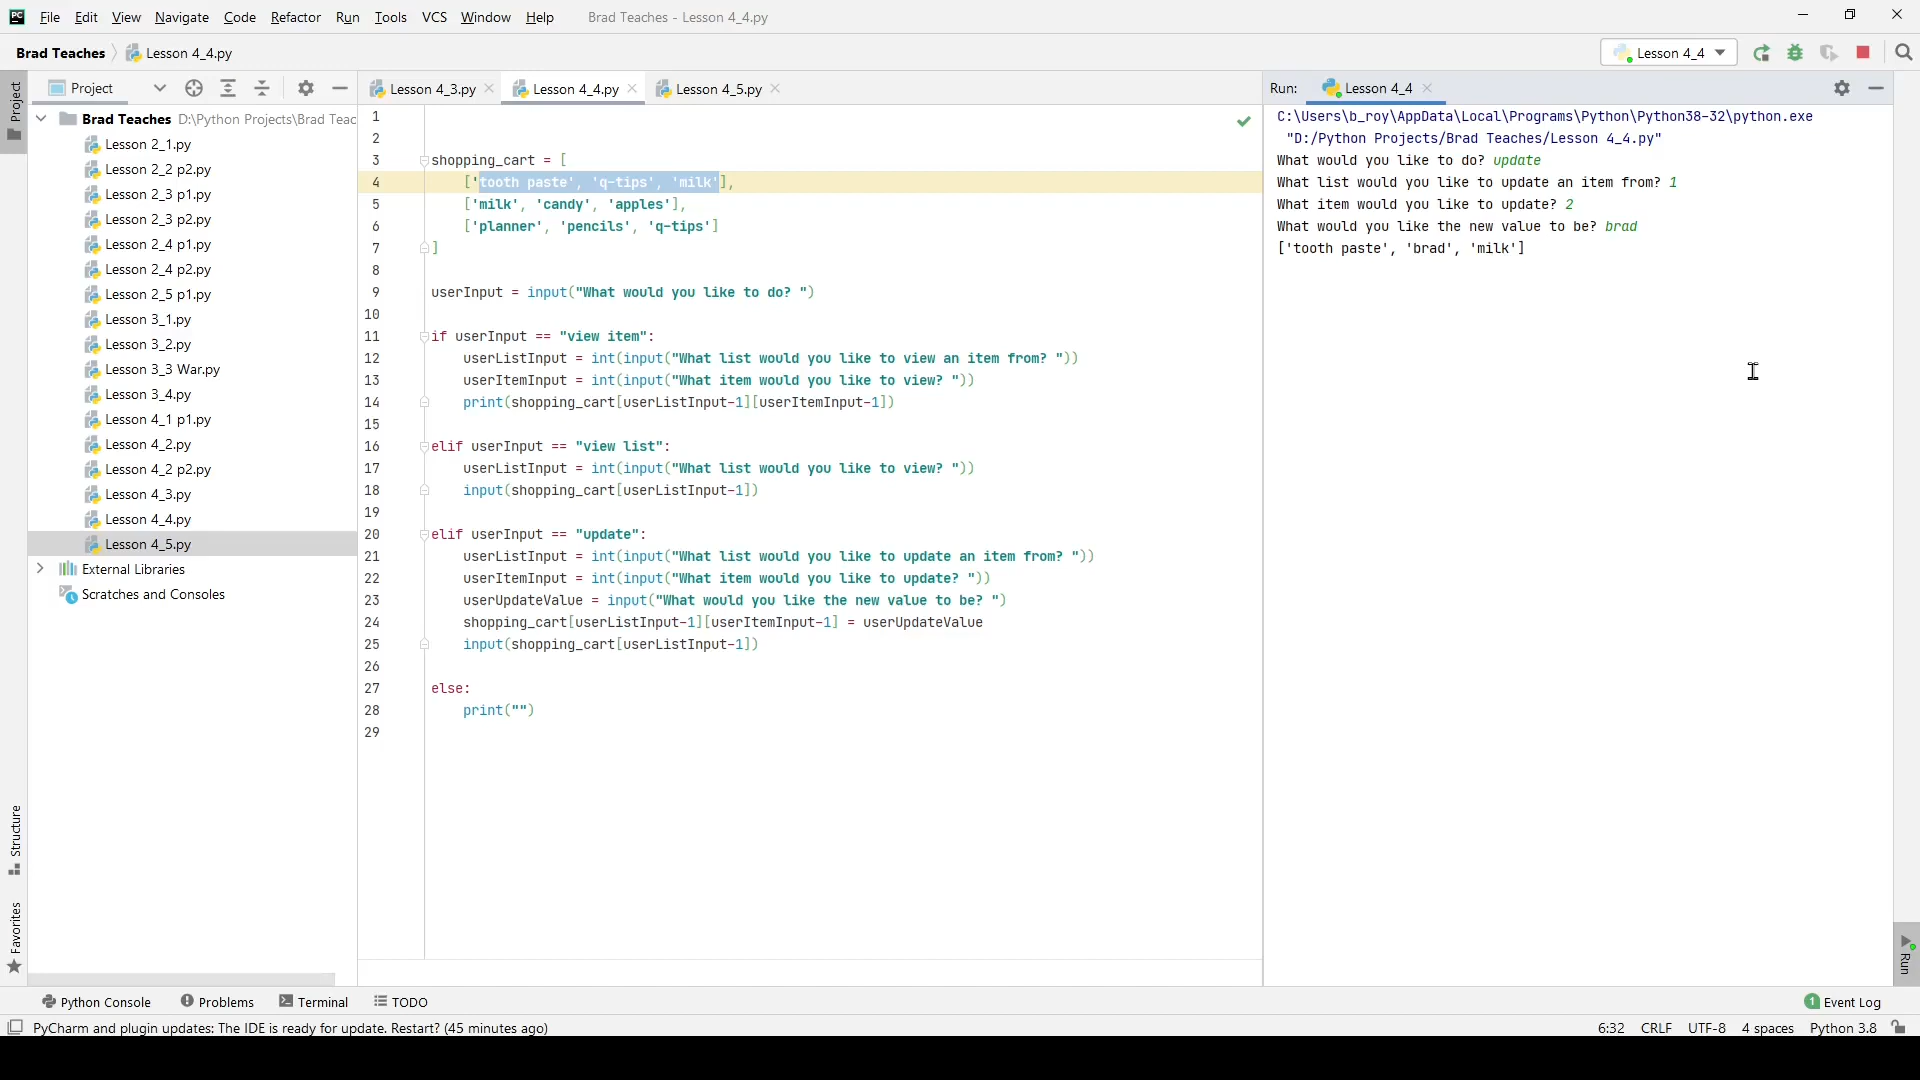 PC File Edit View Navigate Code Refactor Run Tools VCS Window Help Brad Teaches - Lesson 4_4.py
Brad Teaches Lesson 4_4.py Lesson 4_4
Project
Project
Lesson 4_3.py Lesson 4_4.py Lesson 4_5.py
Run: Lesson 4_4
Brad Teaches D:\Python Projects\Brad Teac
Lesson 2_1.py
Lesson 2_2 p2.py
Lesson 2_3 p1.py
Lesson 2_3 p2.py
Lesson 2_4 p1.py
Lesson 2_4 p2.py
Lesson 2_5 p1.py
Lesson 3_1.py
Lesson 3_2.py
Lesson 3_3 War.py
Lesson 3_4.py
Lesson 4_1 p1.py
Lesson 4_2.py
Lesson 4_2 p2.py
Lesson 4_3.py
Lesson 4_4.py
Lesson 4_5.py
External Libraries
Scratches and Consoles
Structure
Favorites
1
2
3 shopping_cart = [
4 ['tooth paste', 'q-tips', 'milk'],
5 ['milk', 'candy', 'apples'],
6 ['planner', 'pencils', 'q-tips']
7 ]
8
9 userInput = input("What would you like to do? ")
10
11 if userInput == "view item":
12 userListInput = int(input("What list would you like to view an item from? "))
13 userItemInput = int(input("What item would you like to view? "))
14 print(shopping_cart[userListInput-1][userItemInput-1])
15
16 elif userInput == "view list":
17 userListInput = int(input("What list would you like to view? "))
18 input(shopping_cart[userListInput-1])
19
20 elif userInput == "update":
21 userListInput = int(input("What list would you like to update an item from? "))
22 userItemInput = int(input("What item would you like to update? "))
23 userUpdateValue = input("What would you like the new value to be? ")
24 shopping_cart[userListInput-1][userItemInput-1] = userUpdateValue
25 input(shopping_cart[userListInput-1])
26
27 else:
28 print("")
29
C:\Users\b_roy\AppData\Local\Programs\Python\Python38-32\python.exe
"D:/Python Projects/Brad Teaches/Lesson 4_4.py"
What would you like to do? update
What list would you like to update an item from? 1
What item would you like to update? 2
What would you like the new value to be? brad
['tooth paste', 'brad', 'milk']
Run
Python Console Problems Terminal TODO 1 Event Log
PyCharm and plugin updates: The IDE is ready for update. Restart? (45 minutes ago) 6:32 CRLF UTF-8 4 spaces Python 3.8